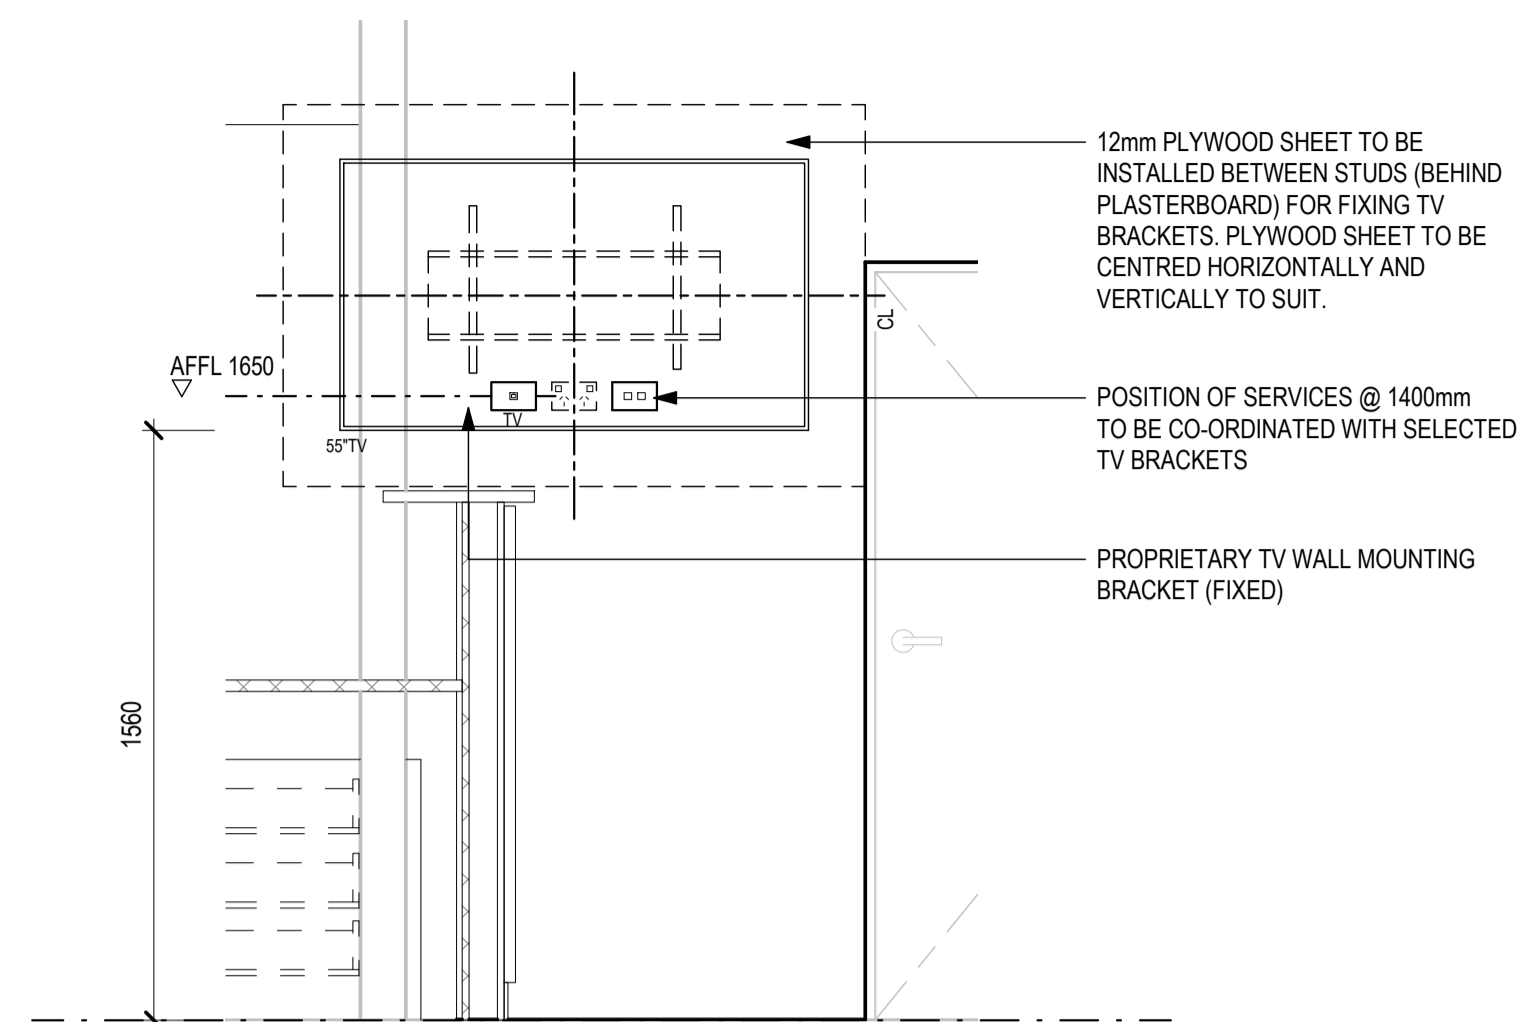 12mm PLYWOOD SHEET TO BE
INSTALLED BETWEEN STUDS (BEHIND
PLASTERBOARD) FOR FIXING TV
BRACKETS. PLYWOOD SHEET TO BE
CENTRED HORIZONTALLY AND
VERTICALLY TO SUIT.
CL
AFFL 1650
POSITION OF SERVICES @ 1400mm
TO BE CO-ORDINATED WITH SELECTED
TV BRACKETS
TV
55"TV
PROPRIETARY TV WALL MOUNTING
BRACKET (FIXED)
1560